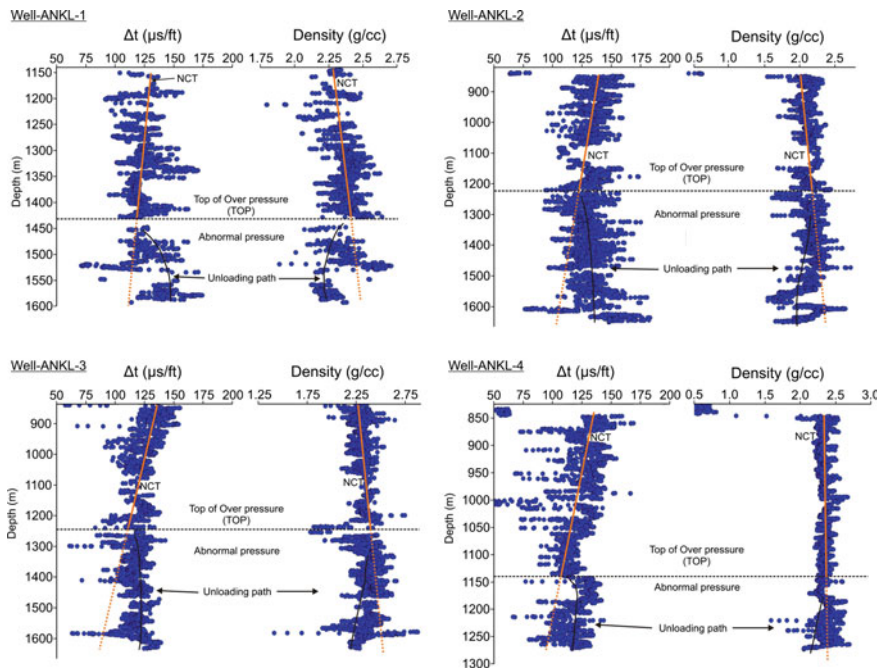 Well-ANKL-1
Δt (µs/ft) Density (g/cc)
50 75 100 125 150 175 200 1.75 2.0 2.25 2.5 2.75
NCT NCT
1150
1200
1250
1300
1350
1400
1450
1500
1550
1600
Depth (m)
Top of Over pressure
(TOP)
Abnormal pressure
Unloading path
Well-ANKL-2
Δt (µs/ft) Density (g/cc)
50 75 100 125 150 175 200 0.5 1.0 1.5 2.0 2.5
900
1000
1100
1200
1300
1400
1500
1600
Depth (m)
NCT NCT
Top of Over pressure
(TOP)
Abnormal pressure
Unloading path
Well-ANKL-3
Δt (µs/ft) Density (g/cc)
50 75 100 125 150 175 200 1.25 1.75 2.25 2.75
900
1000
1100
1200
1300
1400
1500
1600
Depth (m)
NCT NCT
Top of Over pressure
(TOP)
Abnormal pressure
Unloading path
Well-ANKL-4
Δt (µs/ft) Density (g/cc)
50 75 100 125 150 175 200 0.5 1.0 1.5 2.0 2.5 3.0
850
900
950
1000
1050
1100
1150
1200
1250
1300
Depth (m)
NCT NCT
Top of Over pressure
(TOP)
Abnormal pressure
Unloading path